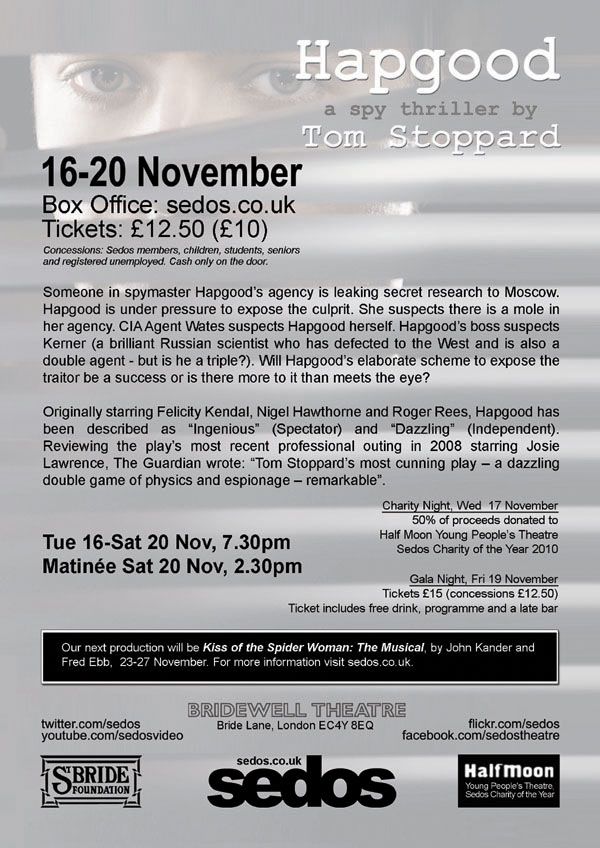 Hapgood
a spy thriller by
Tom Stoppard
16-20 November
Box Office: sedos.co.uk
Tickets: £12.50 (£10)
Concessions: Sedos members, children, students, seniors
and registered unemployed. Cash only on the door.
Someone in spymaster Hapgood's agency is leaking secret research to Moscow.
Hapgood is under pressure to expose the culprit. She suspects there is a mole in
her agency. CIA Agent Wates suspects Hapgood herself. Hapgood's boss suspects
Kerner (a brilliant Russian scientist who has defected to the West and is also a
double agent - but is he a triple?). Will Hapgood's elaborate scheme to expose the
traitor be a success or is there more to it than meets the eye?
Originally starring Felicity Kendal, Nigel Hawthorne and Roger Rees, Hapgood has
been described as “Ingenious” (Spectator) and “Dazzling” (Independent).
Reviewing the play's most recent professional outing in 2008 starring Josie
Lawrence, The Guardian wrote: “Tom Stoppard's most cunning play – a dazzling
double game of physics and espionage – remarkable”.
Charity Night, Wed 17 November
50% of proceeds donated to
Half Moon Young People's Theatre
Sedos Charity of the Year 2010
Tue 16-Sat 20 Nov, 7.30pm
Matinée Sat 20 Nov, 2.30pm
Gala Night, Fri 19 November
Tickets £15 (concessions £12.50)
Ticket includes free drink, programme and a late bar
Our next production will be Kiss of the Spider Woman: The Musical, by John Kander and
Fred Ebb, 23-27 November. For more information visit sedos.co.uk.
BRIDEWELL THEATRE
Bride Lane, London EC4Y 8EQ
twitter.com/sedos
youtube.com/sedosvideo
flickr.com/sedos
facebook.com/sedostheatre
ST BRIDE
FOUNDATION
sedos.co.uk
sedos
Half Moon
Young People's Theatre,
Sedos Charity of the Year